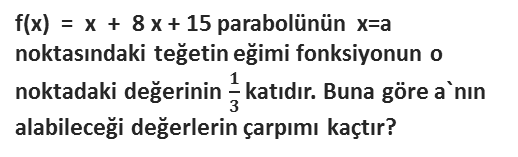 f(x) = x + 8 x + 15 parabolünün x=a
noktasındaki teğetin eğimi fonksiyonun o
noktadaki değerinin 1/3 katıdır. Buna göre a`nın
alabileceği değerlerin çarpımı kaçtır?